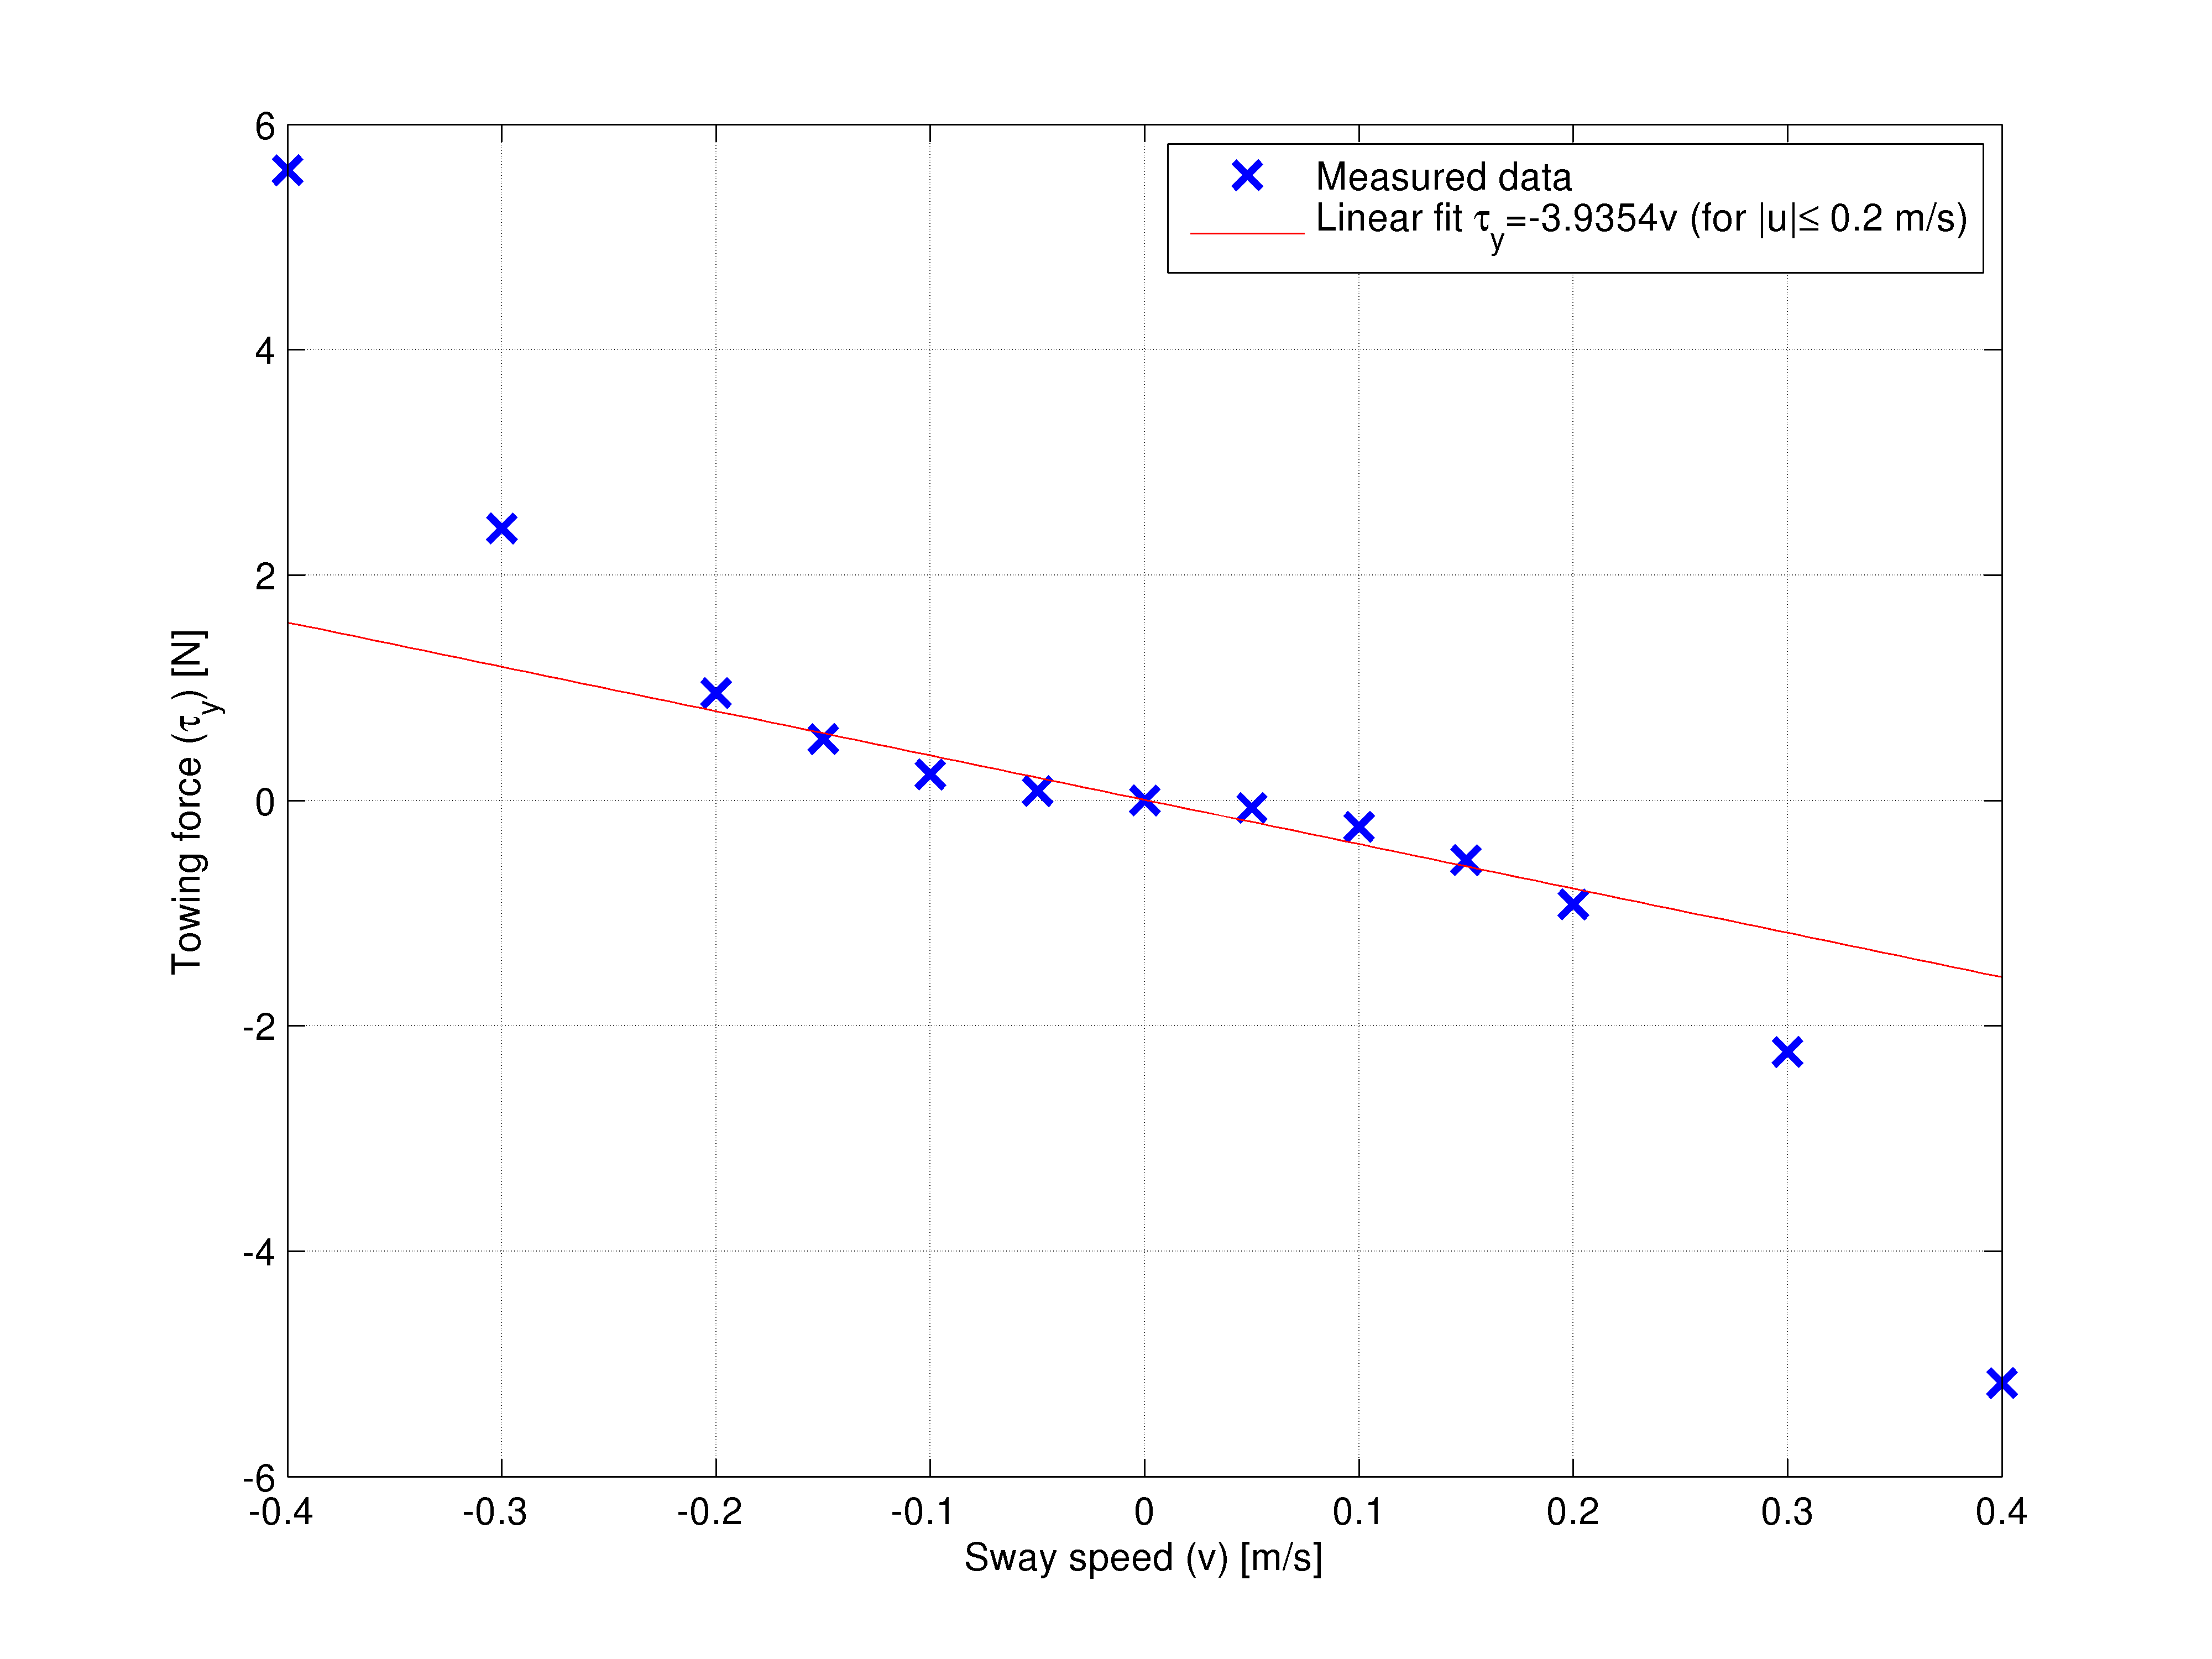 6
4
2
0
-2
-4
-6
Towing force (τy) [N]
Measured data
Linear fit τy=-3.9354v (for |u|≤ 0.2 m/s)
-0.4 -0.3 -0.2 -0.1 0 0.1 0.2 0.3 0.4
Sway speed (v) [m/s]